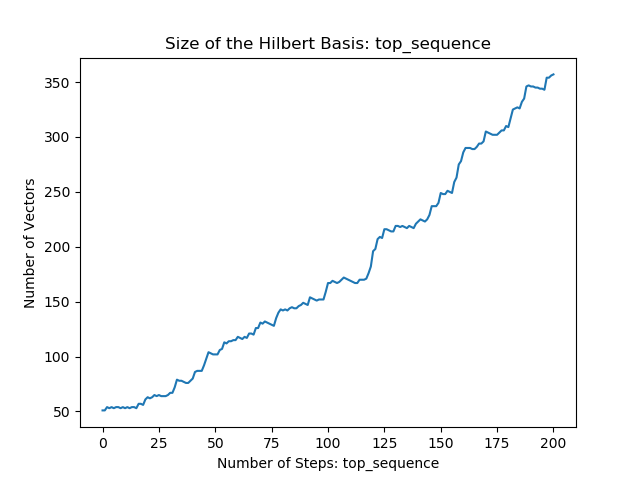 Size of the Hilbert Basis: top_sequence
Number of Vectors
350
300
250
200
150
100
50
0 25 50 75 100 125 150 175 200
Number of Steps: top_sequence